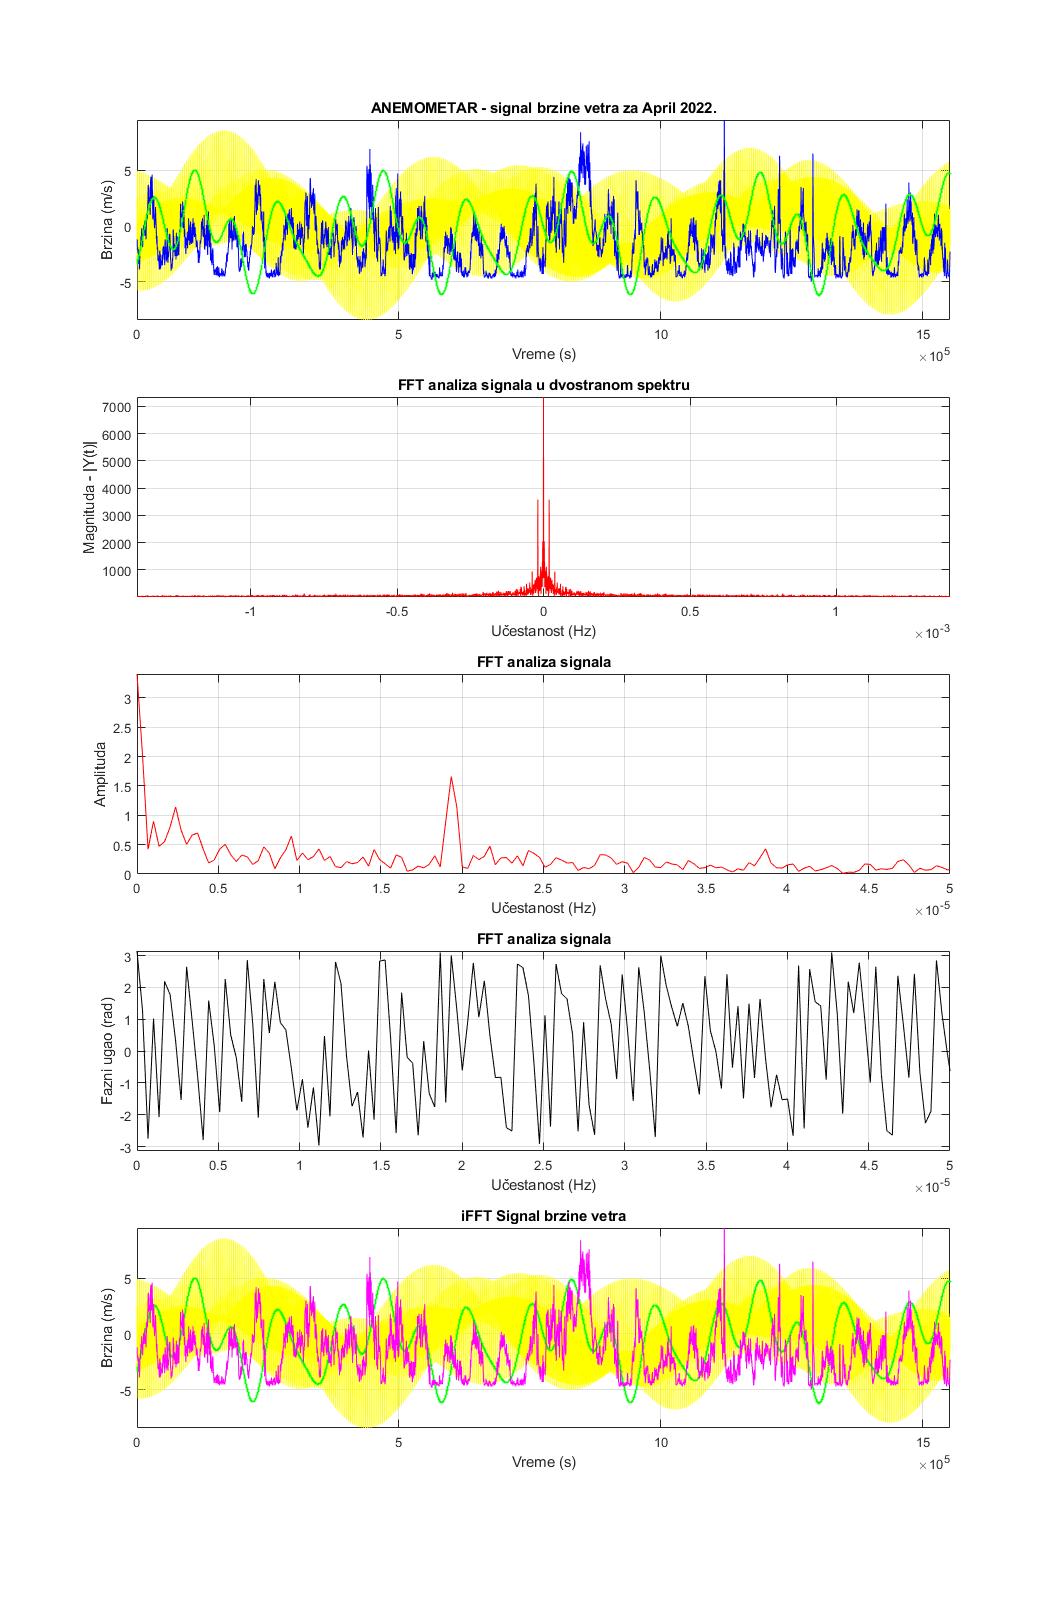 ANEMOMETAR - signal brzine vetra za April 2022.
Brzina (m/s)
5
0
-5
0 5 10 15
×10^5
Vreme (s)
FFT analiza signala u dvostranom spektru
Magnituda - |Y(t)|
7000
6000
5000
4000
3000
2000
1000
-1 -0.5 0 0.5 1
×10^-3
Učestanost (Hz)
FFT analiza signala
Amplituda
3
2.5
2
1.5
1
0.5
0
0 0.5 1 1.5 2 2.5 3 3.5 4 4.5 5
×10^-5
Učestanost (Hz)
FFT analiza signala
Fazni ugao (rad)
3
2
1
0
-1
-2
-3
0 0.5 1 1.5 2 2.5 3 3.5 4 4.5 5
×10^-5
Učestanost (Hz)
iFFT Signal brzine vetra
Brzina (m/s)
5
0
-5
0 5 10 15
×10^5
Vreme (s)